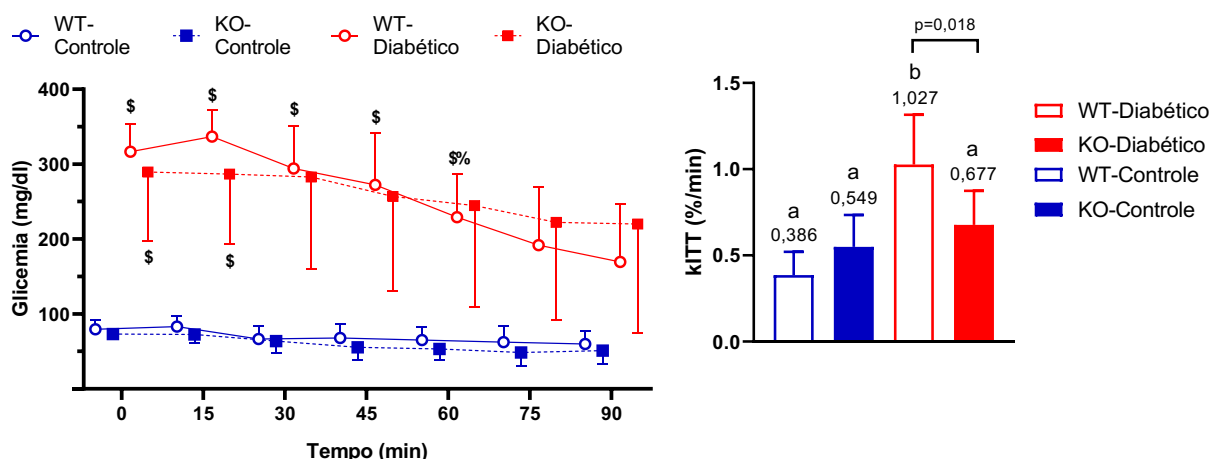 WT-
Controle
KO-
Controle
WT-
Diabético
KO-
Diabético
Glicemia (mg/dl)
400
300
200
100
$
$
$
$
$%
$
$
0
15
30
45
60
75
90
Tempo (min)
p=0,018
kITT (%/min)
1.5
1.0
0.5
0.0
a
0,386
a
0,549
b
1,027
a
0,677
WT-Diabético
KO-Diabético
WT-Controle
KO-Controle